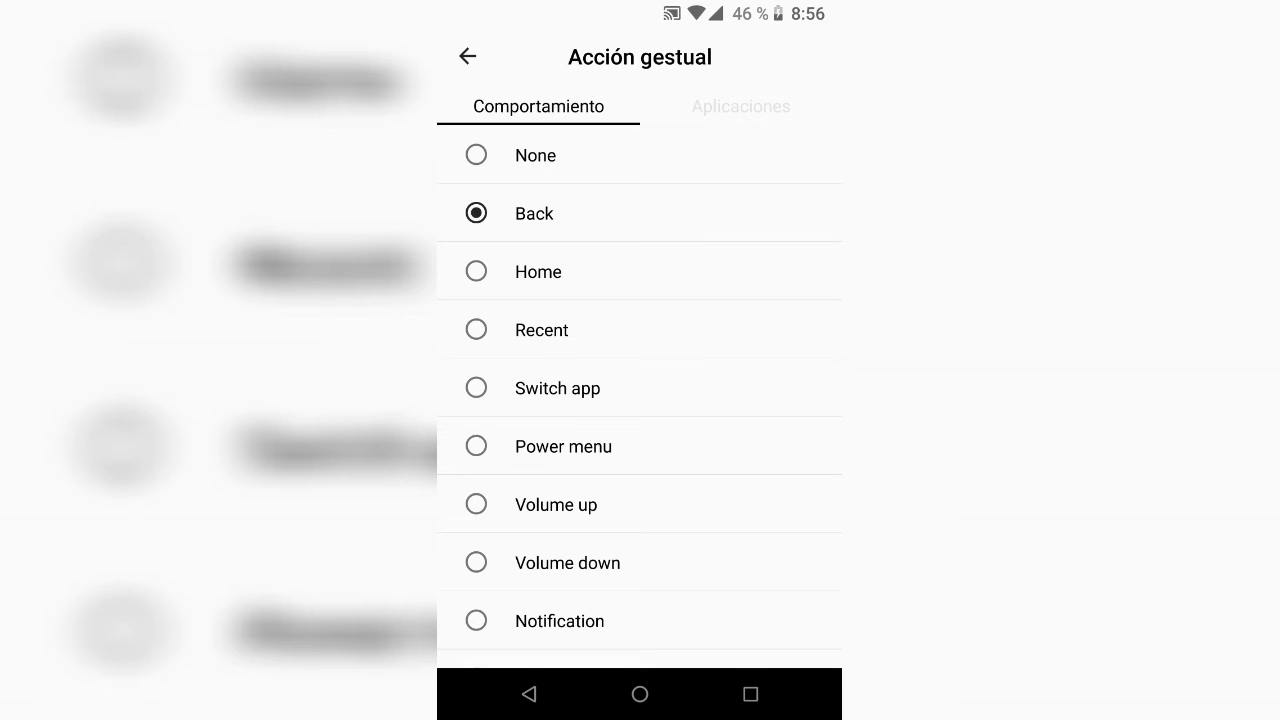 46 % 8:56
Acción gestual
Comportamiento Aplicaciones
None
Back
Home
Recent
Switch app
Power menu
Volume up
Volume down
Notification